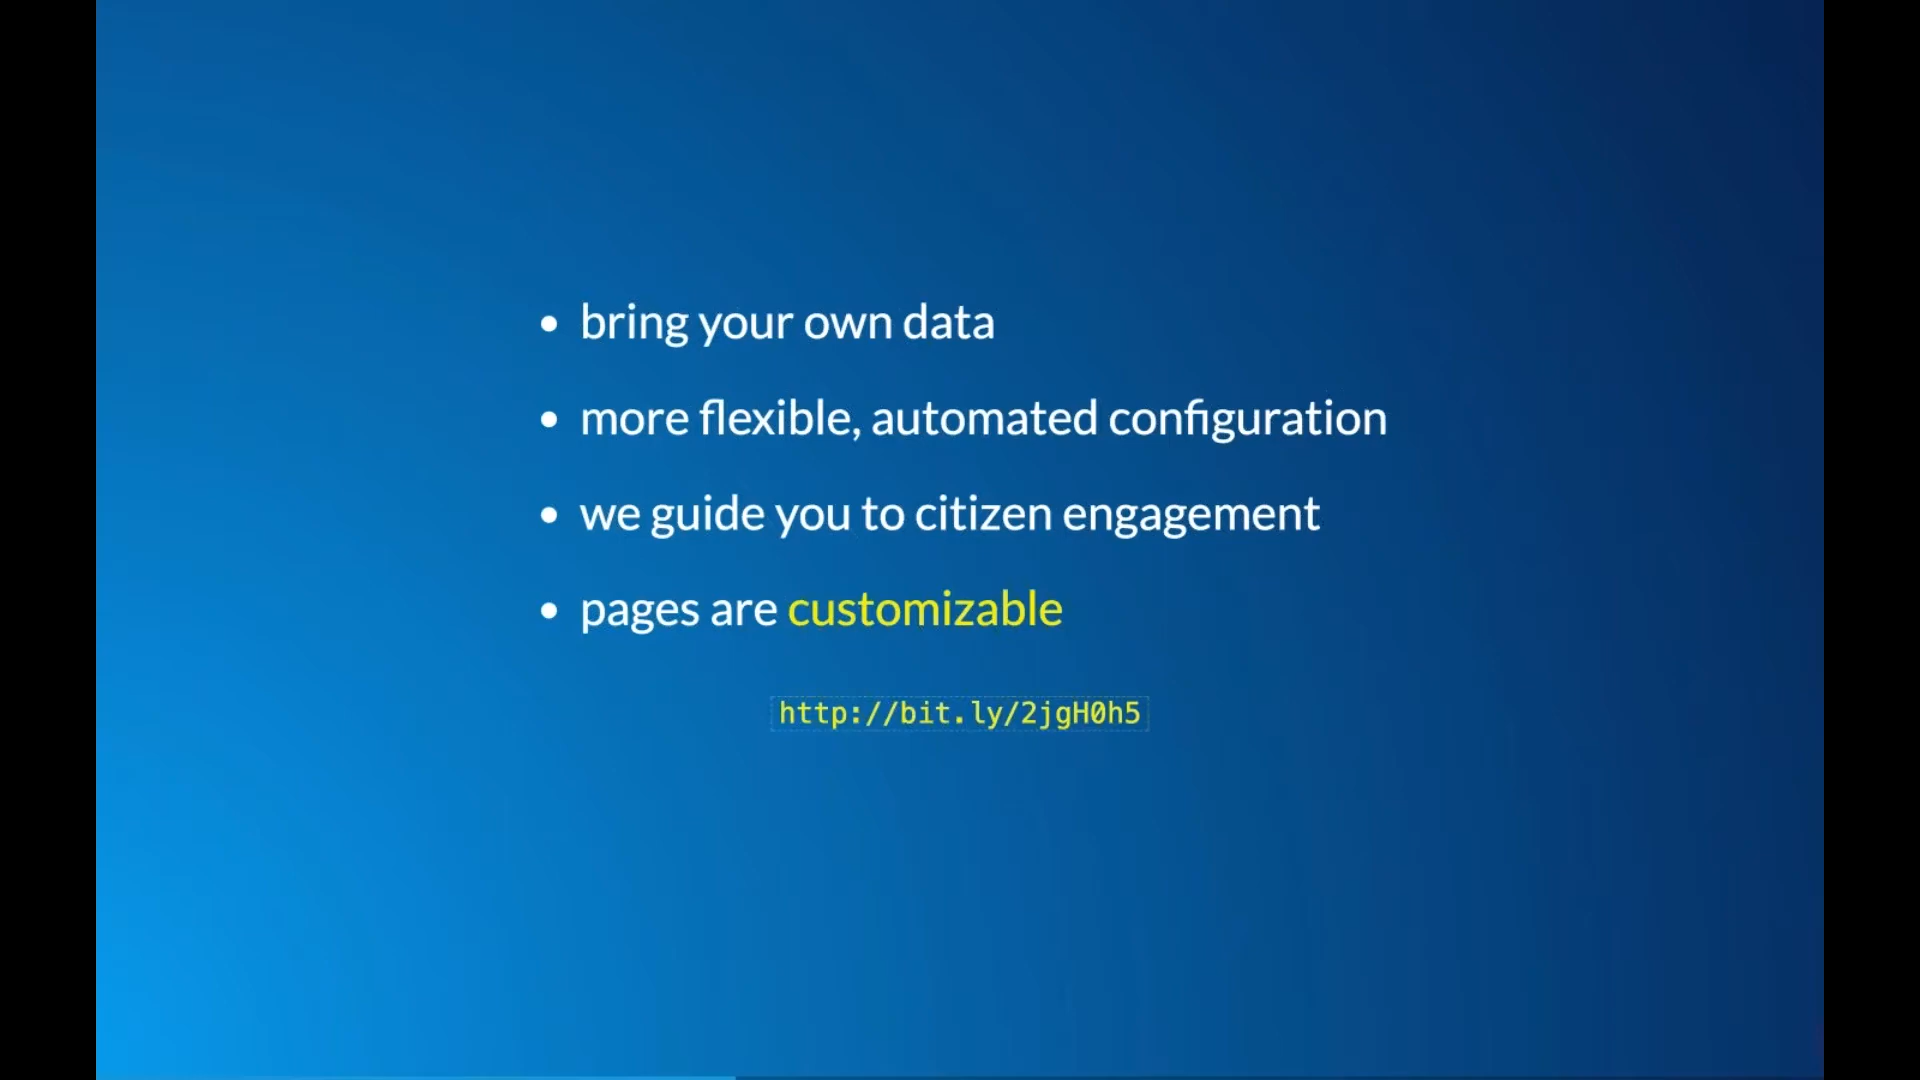 • bring your own data
• more flexible, automated configuration
• we guide you to citizen engagement
• pages are customizable
http://bit.ly/2jgH0h5